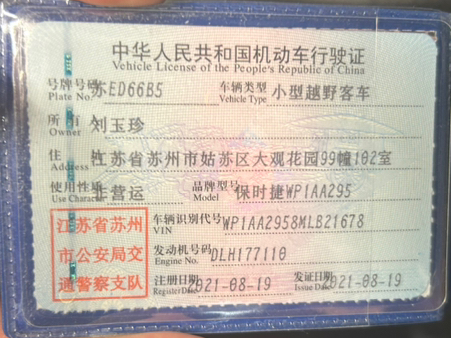 中华人民共和国机动车行驶证
Vehicle License of the People's Republic of China
号牌号码 苏ED66B5 车辆类型 小型越野客车
Plate No. Vehicle Type
所有人 刘玉珍
Owner
住 江苏省苏州市姑苏区大观花园99幢102室
Address
使用性 非营运 品牌型号 保时捷WP1AA295
Use Character Model
江苏省苏州
市公安局交
通警察支队
车辆识别代号 WP1AA2958MLB21678
VIN
发动机号码 DLH177110
Engine No.
注册日期 021-08-19 发证日期 021-08-19
Register Date Issue Date